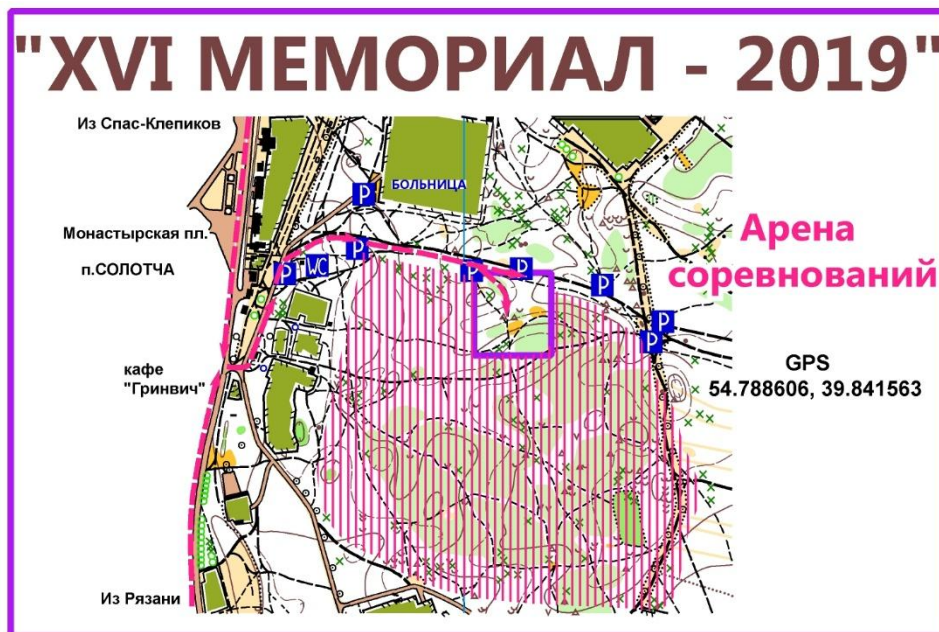 "XVI МЕМОРИАЛ - 2019"
Из Спас-Клепиков
P
БОЛЬНИЦА
Монастырская пл.
Арена
соревнований
P
п.СОЛОТЧА
P
WC
P
P
P
P
P
кафе
"Гринвич"
GPS
54.788606, 39.841563
Из Рязани